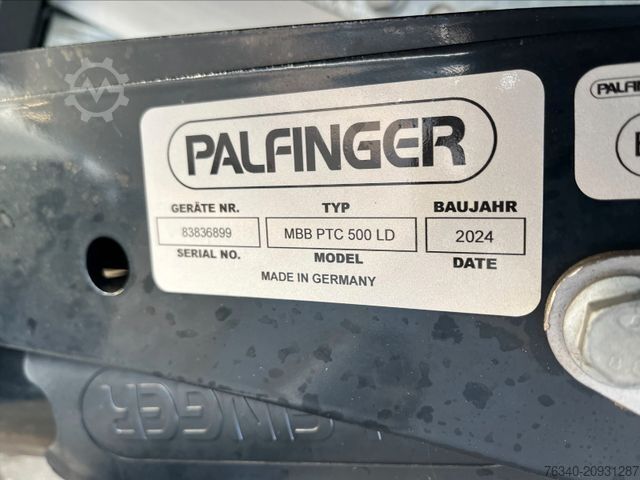 PALFINGER
GERÄTE NR. TYP BAUJAHR
83836899 MBB PTC 500 LD 2024
SERIAL NO. MODEL DATE
MADE IN GERMANY
PALFIN
76340-20931287